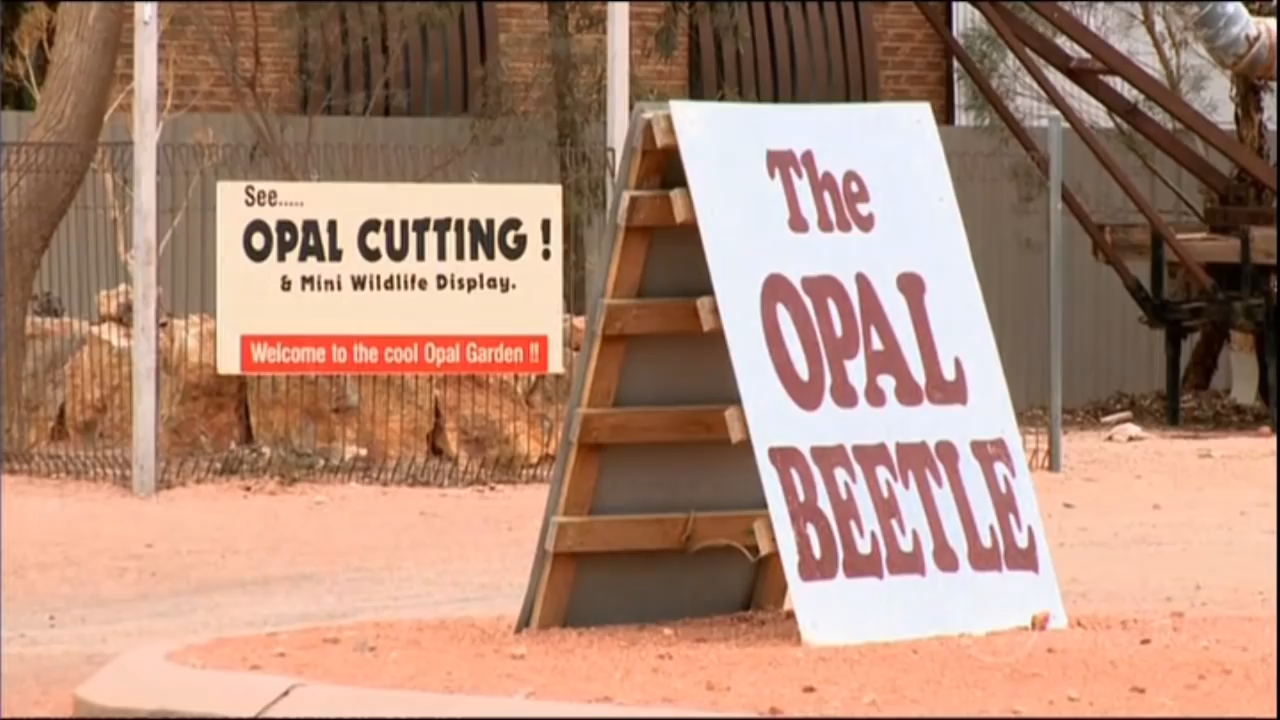 See.....
OPAL CUTTING !
& Mini Wildlife Display.
Welcome to the cool Opal Garden !!
The
OPAL
BEETLE